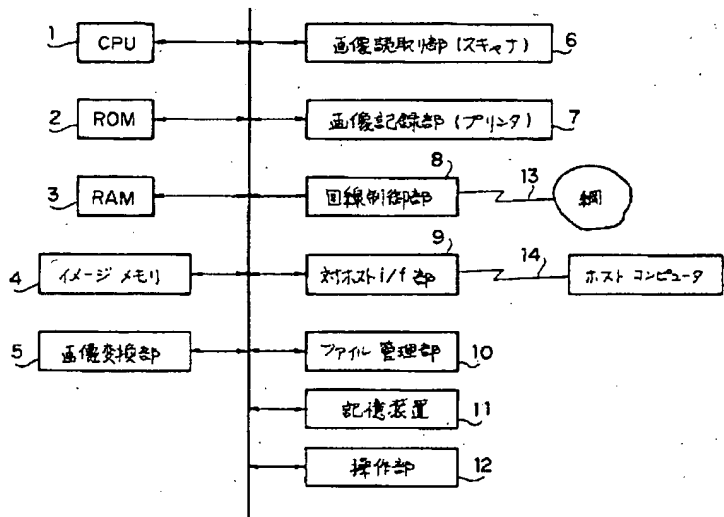 1 CPU 画像読取り部(スキャナ) 6
2 ROM 画像記録部(プリンタ) 7
3 RAM 8 回線制御部 13 網
4 イメージ メモリ 9 対ホストi/f部 14 ホスト コンピュータ
5 画像変換部 ファイル 管理部 10
記憶装置 11
操作部 12